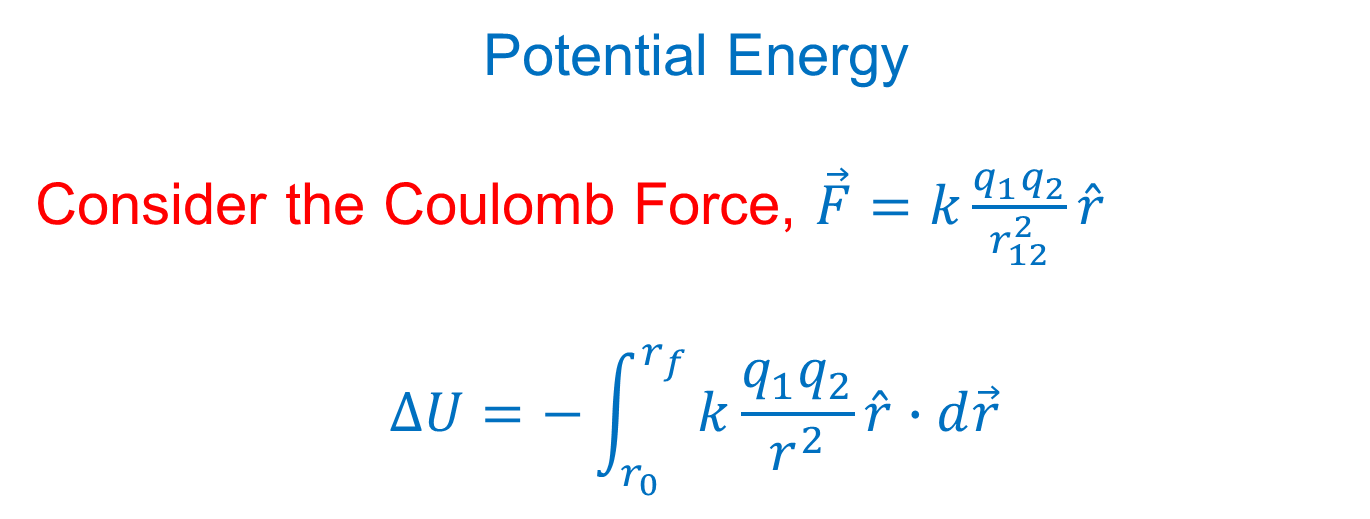 Potential Energy
Consider the Coulomb Force, $\vec{F} = k\frac{q_1 q_2}{r_{12}^2}\hat{r}$
$\Delta U = -\int_{r_0}^{r_f} k\frac{q_1 q_2}{r^2}\hat{r} \cdot d\vec{r}$